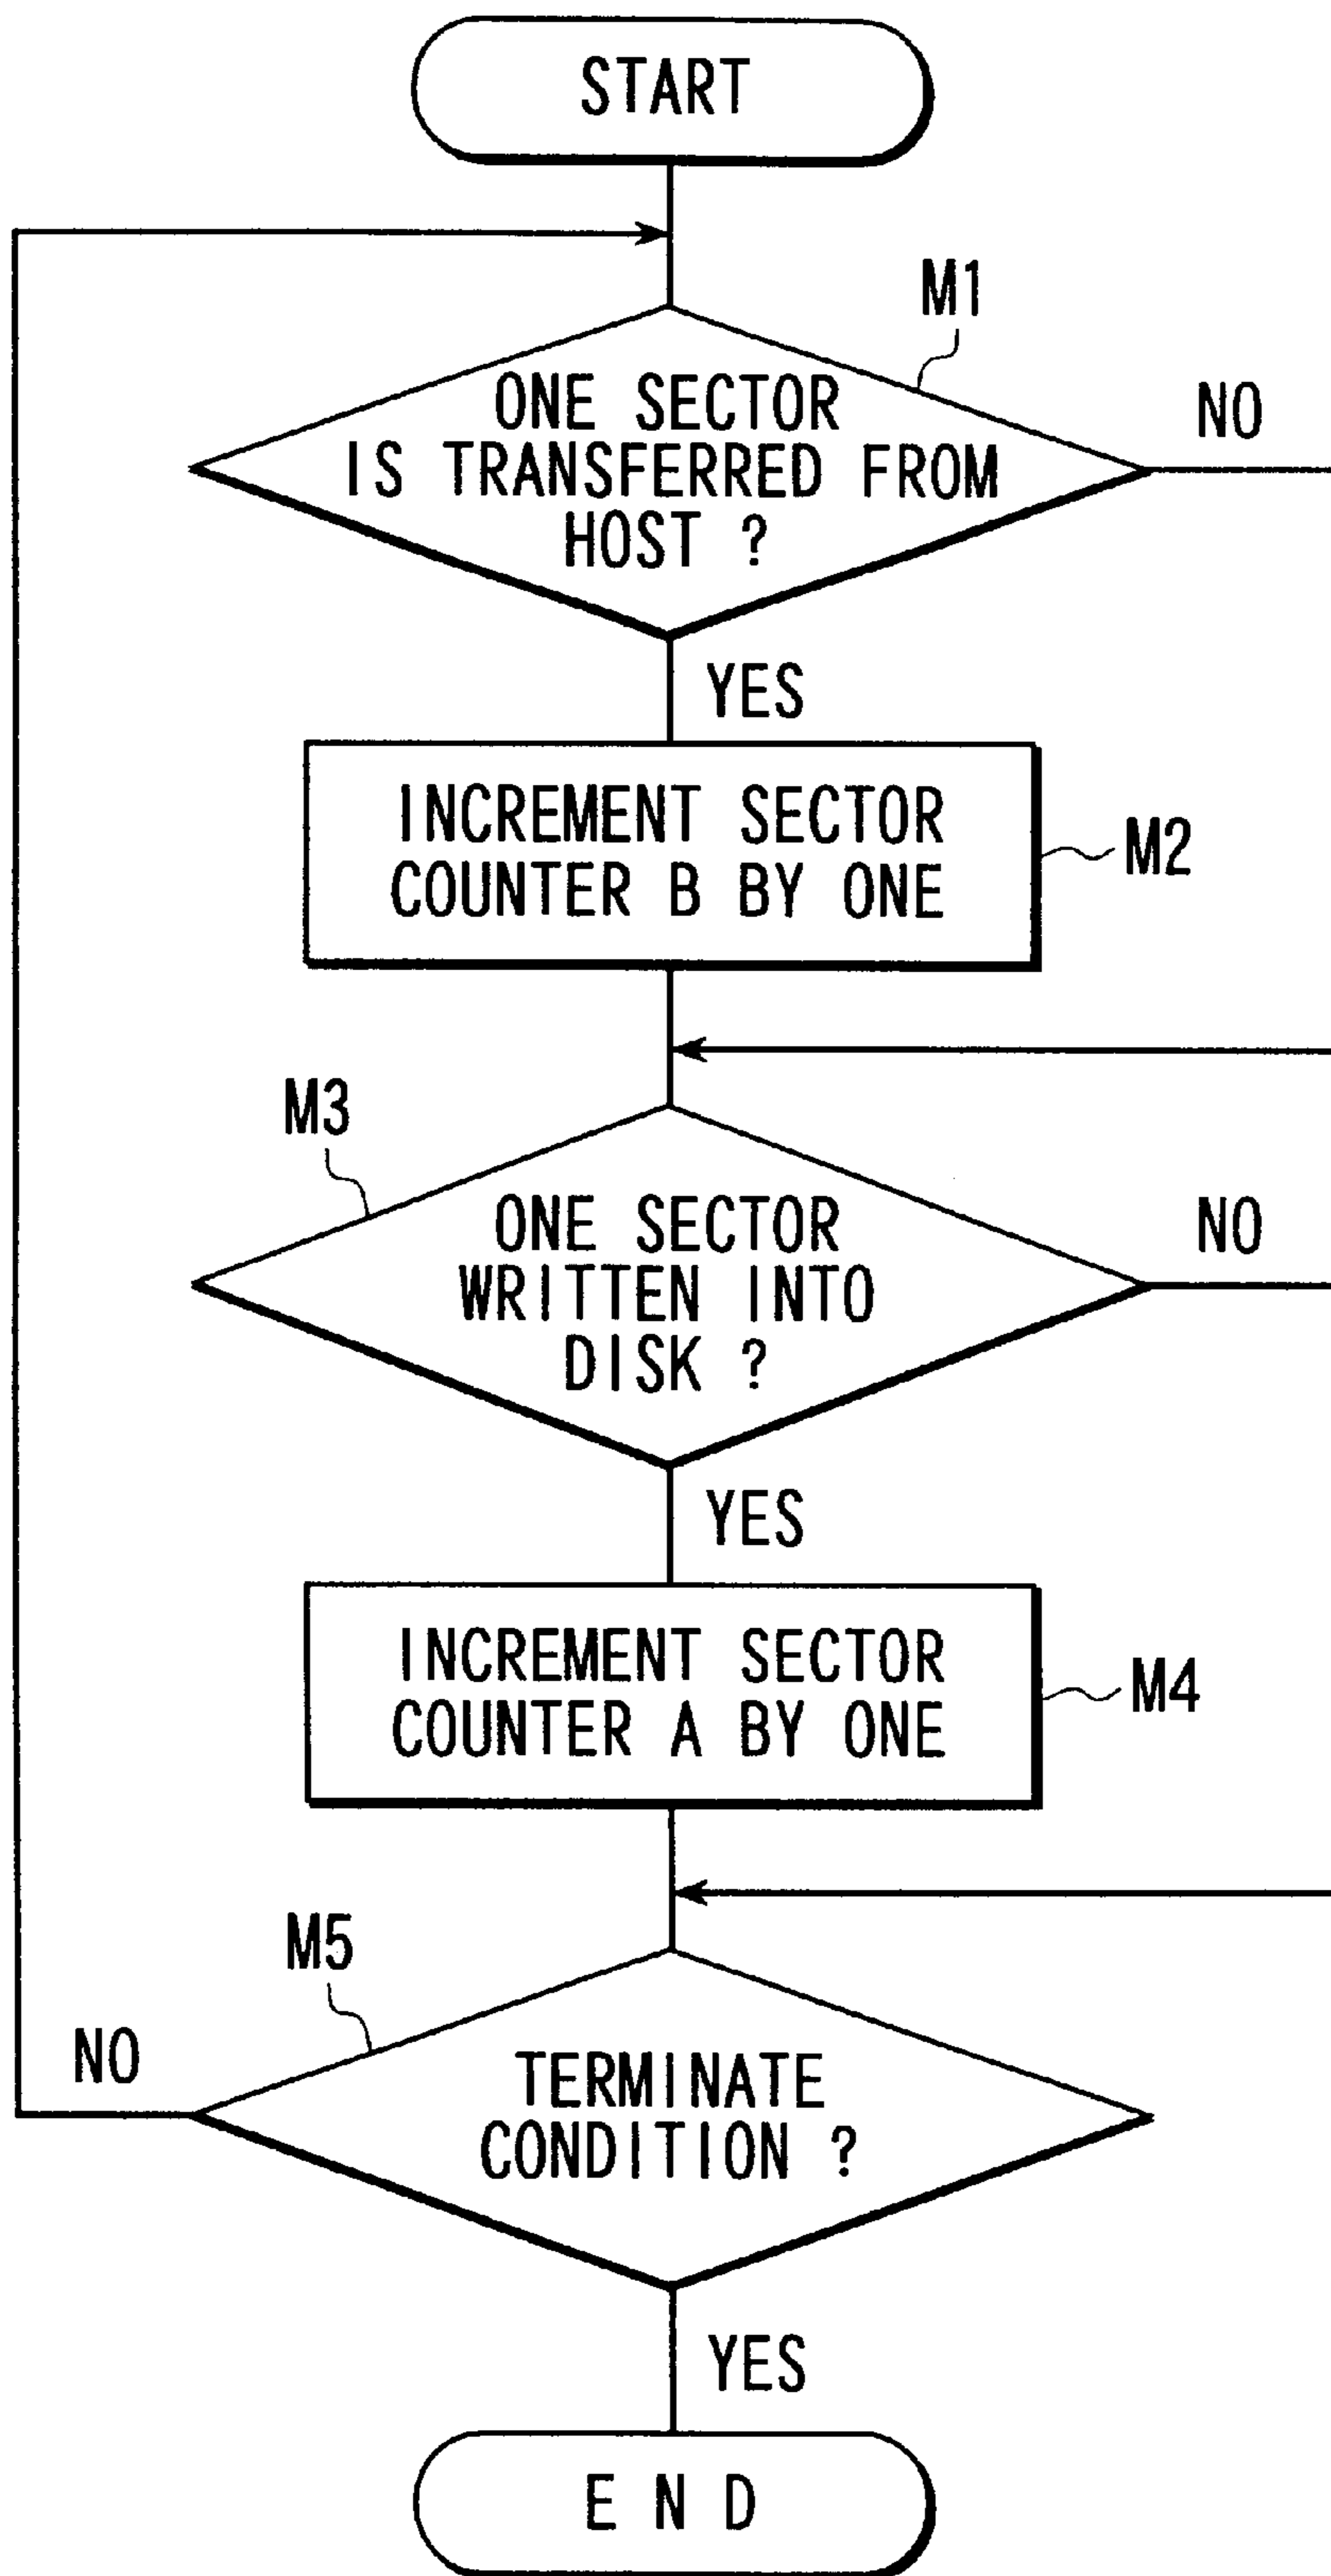 START
M1
ONE SECTOR
IS TRANSFERRED FROM
HOST ?
NO
YES
INCREMENT SECTOR
COUNTER B BY ONE
M2
M3
ONE SECTOR
WRITTEN INTO
DISK ?
NO
YES
INCREMENT SECTOR
COUNTER A BY ONE
M4
M5
NO
TERMINATE
CONDITION ?
YES
END